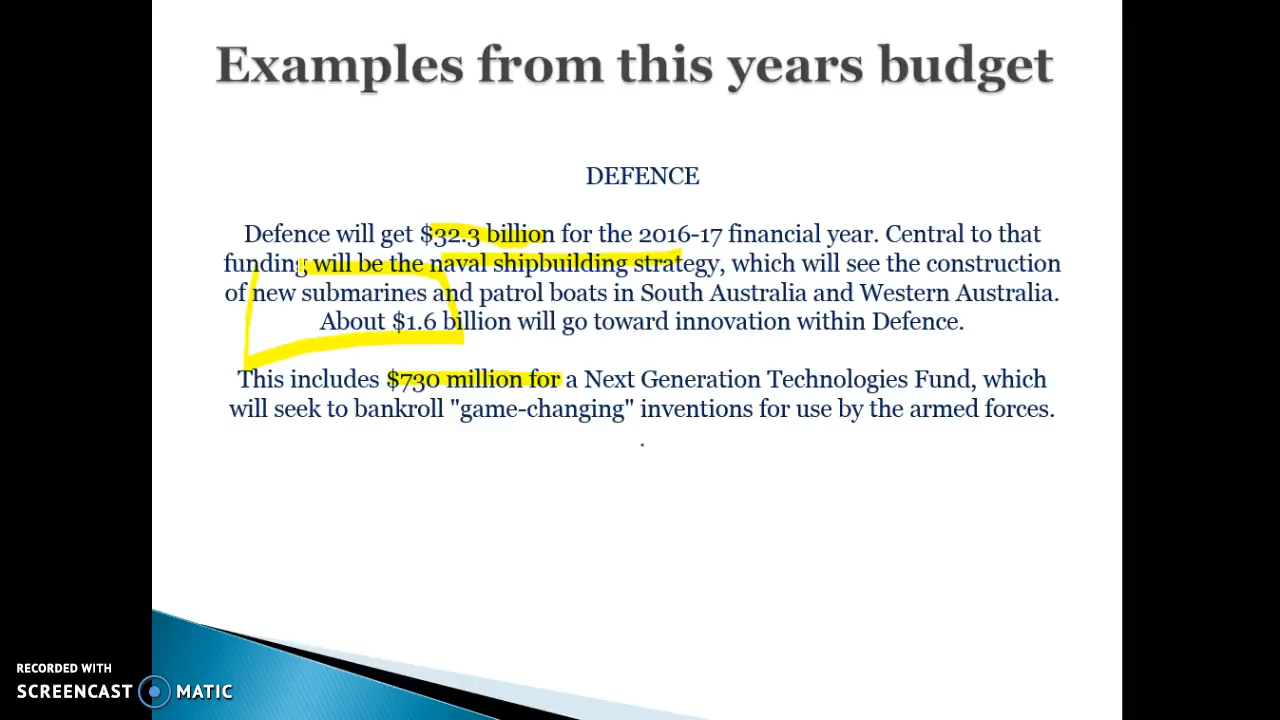 Examples from this years budget
DEFENCE
Defence will get $32.3 billion for the 2016-17 financial year. Central to that
funding will be the naval shipbuilding strategy, which will see the construction
of new submarines and patrol boats in South Australia and Western Australia.
About $1.6 billion will go toward innovation within Defence.
This includes $730 million for a Next Generation Technologies Fund, which
will seek to bankroll "game-changing" inventions for use by the armed forces.
.
RECORDED WITH
SCREENCAST MATIC